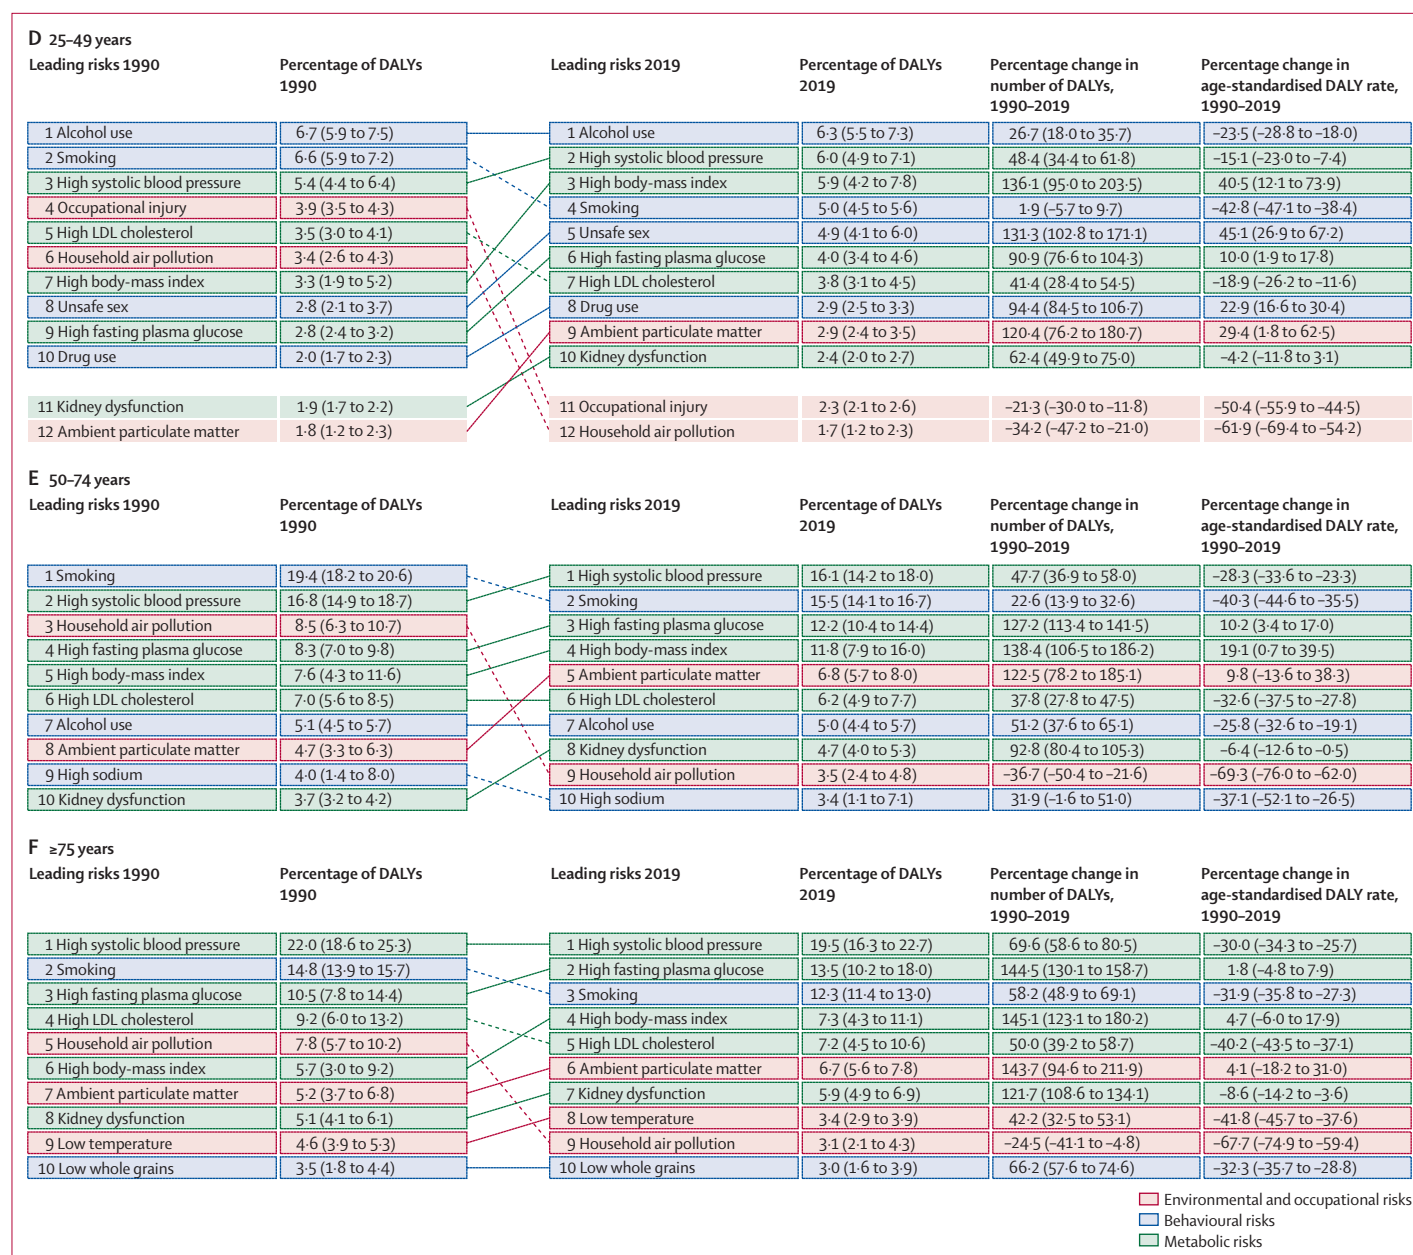 D 25–49 years
Leading risks 1990 Percentage of DALYs 1990 Leading risks 2019 Percentage of DALYs 2019 Percentage change in number of DALYs, 1990–2019 Percentage change in age-standardised DALY rate, 1990–2019
1 Alcohol use 6·7 (5·9 to 7·5) 1 Alcohol use 6·3 (5·5 to 7·3) 26·7 (18·0 to 35·7) –23·5 (–28·8 to –18·0)
2 Smoking 6·6 (5·9 to 7·2) 2 High systolic blood pressure 6·0 (4·9 to 7·1) 48·4 (34·4 to 61·8) –15·1 (–23·0 to –7·4)
3 High systolic blood pressure 5·4 (4·4 to 6·4) 3 High body-mass index 5·9 (4·2 to 7·8) 136·1 (95·0 to 203·5) 40·5 (12·1 to 73·9)
4 Occupational injury 3·9 (3·5 to 4·3) 4 Smoking 5·0 (4·5 to 5·6) 1·9 (–5·7 to 9·7) –42·8 (–47·1 to –38·4)
5 High LDL cholesterol 3·5 (3·0 to 4·1) 5 Unsafe sex 4·9 (4·1 to 6·0) 131·3 (102·8 to 171·1) 45·1 (26·9 to 67·2)
6 Household air pollution 3·4 (2·6 to 4·3) 6 High fasting plasma glucose 4·0 (3·4 to 4·6) 90·9 (76·6 to 104·3) 10·0 (1·9 to 17·8)
7 High body-mass index 3·3 (1·9 to 5·2) 7 High LDL cholesterol 3·8 (3·1 to 4·5) 41·4 (28·4 to 54·5) –18·9 (–26·2 to –11·6)
8 Unsafe sex 2·8 (2·1 to 3·7) 8 Drug use 2·9 (2·5 to 3·3) 94·4 (84·5 to 106·7) 22·9 (16·6 to 30·4)
9 High fasting plasma glucose 2·8 (2·4 to 3·2) 9 Ambient particulate matter 2·9 (2·4 to 3·5) 120·4 (76·2 to 180·7) 29·4 (1·8 to 62·5)
10 Drug use 2·0 (1·7 to 2·3) 10 Kidney dysfunction 2·4 (2·0 to 2·7) 62·4 (49·9 to 75·0) –4·2 (–11·8 to 3·1)
11 Kidney dysfunction 1·9 (1·7 to 2·2) 11 Occupational injury 2·3 (2·1 to 2·6) –21·3 (–30·0 to –11·8) –50·4 (–55·9 to –44·5)
12 Ambient particulate matter 1·8 (1·2 to 2·3) 12 Household air pollution 1·7 (1·2 to 2·3) –34·2 (–47·2 to –21·0) –61·9 (–69·4 to –54·2)
E 50–74 years
Leading risks 1990 Percentage of DALYs 1990 Leading risks 2019 Percentage of DALYs 2019 Percentage change in number of DALYs, 1990–2019 Percentage change in age-standardised DALY rate, 1990–2019
1 Smoking 19·4 (18·2 to 20·6) 1 High systolic blood pressure 16·1 (14·2 to 18·0) 47·7 (36·9 to 58·0) –28·3 (–33·6 to –23·3)
2 High systolic blood pressure 16·8 (14·9 to 18·7) 2 Smoking 15·5 (14·1 to 16·7) 22·6 (13·9 to 32·6) –40·3 (–44·6 to –35·5)
3 Household air pollution 8·5 (6·3 to 10·7) 3 High fasting plasma glucose 12·2 (10·4 to 14·4) 127·2 (113·4 to 141·5) 10·2 (3·4 to 17·0)
4 High fasting plasma glucose 8·3 (7·0 to 9·8) 4 High body-mass index 11·8 (7·9 to 16·0) 138·4 (106·5 to 186·2) 19·1 (0·7 to 39·5)
5 High body-mass index 7·6 (4·3 to 11·6) 5 Ambient particulate matter 6·8 (5·7 to 8·0) 122·5 (78·2 to 185·1) 9·8 (–13·6 to 38·3)
6 High LDL cholesterol 7·0 (5·6 to 8·5) 6 High LDL cholesterol 6·2 (4·9 to 7·7) 37·8 (27·8 to 47·5) –32·6 (–37·5 to –27·8)
7 Alcohol use 5·1 (4·5 to 5·7) 7 Alcohol use 5·0 (4·4 to 5·7) 51·2 (37·6 to 65·1) –25·8 (–32·6 to –19·1)
8 Ambient particulate matter 4·7 (3·3 to 6·3) 8 Kidney dysfunction 4·7 (4·0 to 5·3) 92·8 (80·4 to 105·3) –6·4 (–12·6 to –0·5)
9 High sodium 4·0 (1·4 to 8·0) 9 Household air pollution 3·5 (2·4 to 4·8) –36·7 (–50·4 to –21·6) –69·3 (–76·0 to –62·0)
10 Kidney dysfunction 3·7 (3·2 to 4·2) 10 High sodium 3·4 (1·1 to 7·1) 31·9 (–1·6 to 51·0) –37·1 (–52·1 to –26·5)
F ≥75 years
Leading risks 1990 Percentage of DALYs 1990 Leading risks 2019 Percentage of DALYs 2019 Percentage change in number of DALYs, 1990–2019 Percentage change in age-standardised DALY rate, 1990–2019
1 High systolic blood pressure 22·0 (18·6 to 25·3) 1 High systolic blood pressure 19·5 (16·3 to 22·7) 69·6 (58·6 to 80·5) –30·0 (–34·3 to –25·7)
2 Smoking 14·8 (13·9 to 15·7) 2 High fasting plasma glucose 13·5 (10·2 to 18·0) 144·5 (130·1 to 158·7) 1·8 (–4·8 to 7·9)
3 High fasting plasma glucose 10·5 (7·8 to 14·4) 3 Smoking 12·3 (11·4 to 13·0) 58·2 (48·9 to 69·1) –31·9 (–35·8 to –27·3)
4 High LDL cholesterol 9·2 (6·0 to 13·2) 4 High body-mass index 7·3 (4·3 to 11·1) 145·1 (123·1 to 180·2) 4·7 (–6·0 to 17·9)
5 Household air pollution 7·8 (5·7 to 10·2) 5 High LDL cholesterol 7·2 (4·5 to 10·6) 50·0 (39·2 to 58·7) –40·2 (–43·5 to –37·1)
6 High body-mass index 5·7 (3·0 to 9·2) 6 Ambient particulate matter 6·7 (5·6 to 7·8) 143·7 (94·6 to 211·9) 4·1 (–18·2 to 31·0)
7 Ambient particulate matter 5·2 (3·7 to 6·8) 7 Kidney dysfunction 5·9 (4·9 to 6·9) 121·7 (108·6 to 134·1) –8·6 (–14·2 to –3·6)
8 Kidney dysfunction 5·1 (4·1 to 6·1) 8 Low temperature 3·4 (2·9 to 3·9) 42·2 (32·5 to 53·1) –41·8 (–45·7 to –37·6)
9 Low temperature 4·6 (3·9 to 5·3) 9 Household air pollution 3·1 (2·1 to 4·3) –24·5 (–41·1 to –4·8) –67·7 (–74·9 to –59·4)
10 Low whole grains 3·5 (1·8 to 4·4) 10 Low whole grains 3·0 (1·6 to 3·9) 66·2 (57·6 to 74·6) –32·3 (–35·7 to –28·8)
Environmental and occupational risks
Behavioural risks
Metabolic risks